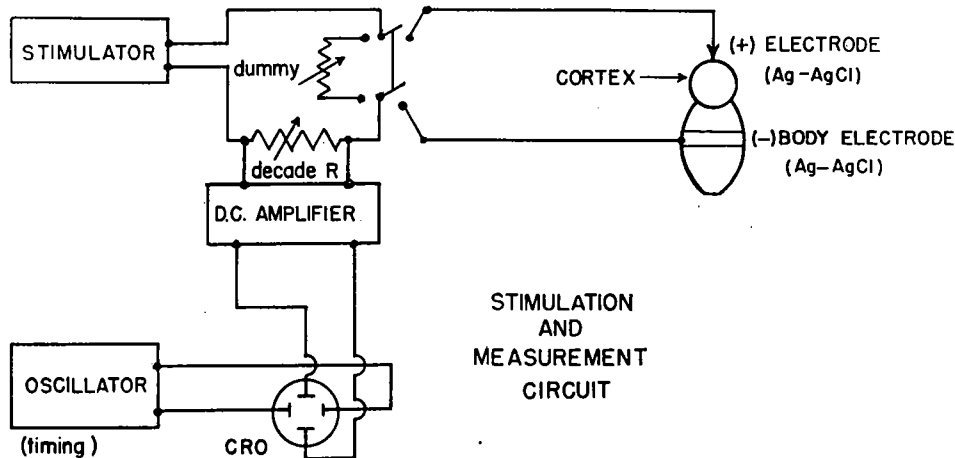 STIMULATOR
dummy
decade R
D.C. AMPLIFIER
(+) ELECTRODE
(Ag-AgCl)
CORTEX
(-)BODY ELECTRODE
(Ag-AgCl)
STIMULATION
AND
MEASUREMENT
CIRCUIT
OSCILLATOR
(timing)
CRO